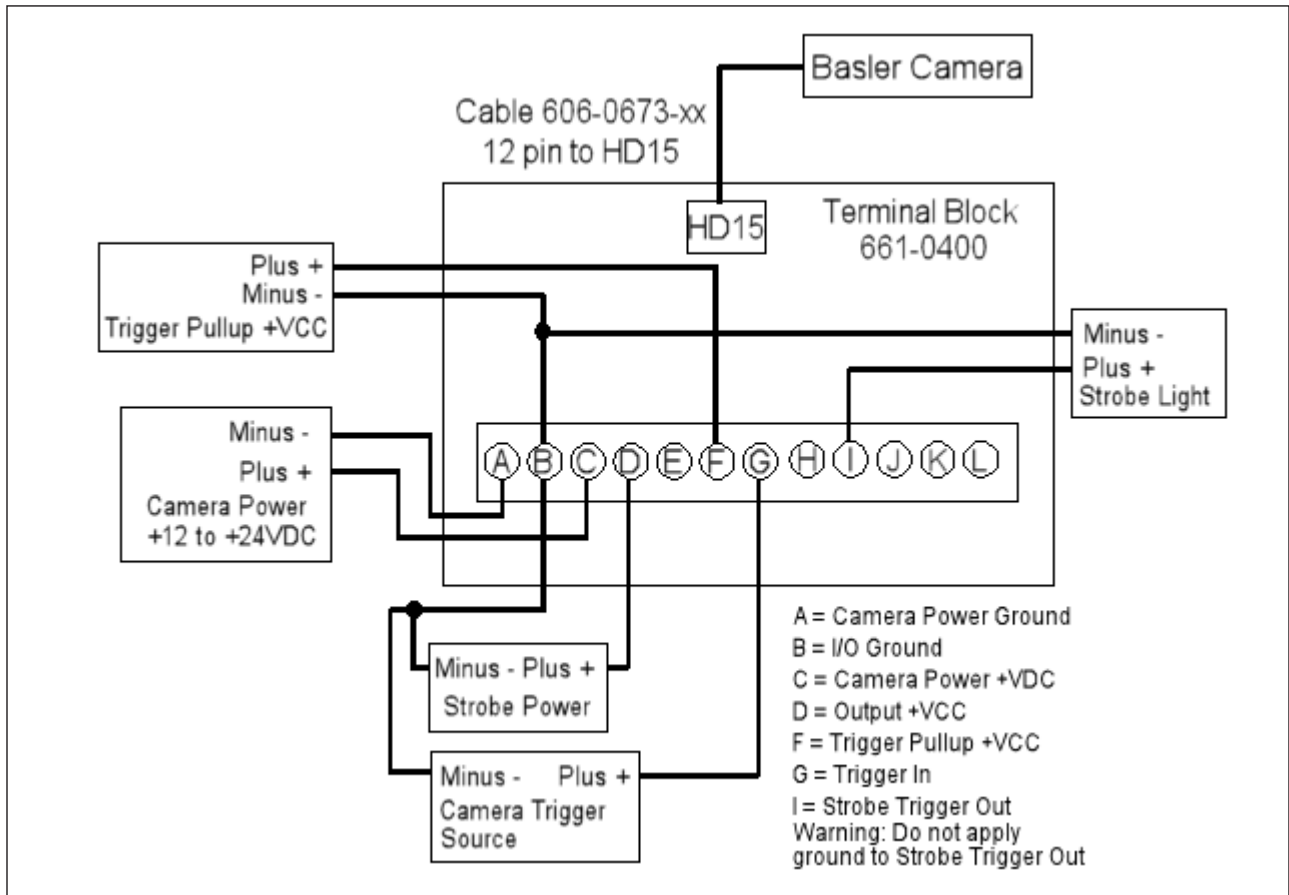 Basler Camera
Cable 606-0673-xx
12 pin to HD15
HD15
Terminal Block
661-0400
Plus +
Minus -
Trigger Pullup +VCC
Minus -
Plus +
Strobe Light
Minus -
Plus +
Camera Power
+12 to +24VDC
A B C D E F G H I J K L
Minus - Plus +
Strobe Power
Minus - Plus +
Camera Trigger
Source
A = Camera Power Ground
B = I/O Ground
C = Camera Power +VDC
D = Output +VCC
F = Trigger Pullup +VCC
G = Trigger In
I = Strobe Trigger Out
Warning: Do not apply
ground to Strobe Trigger Out